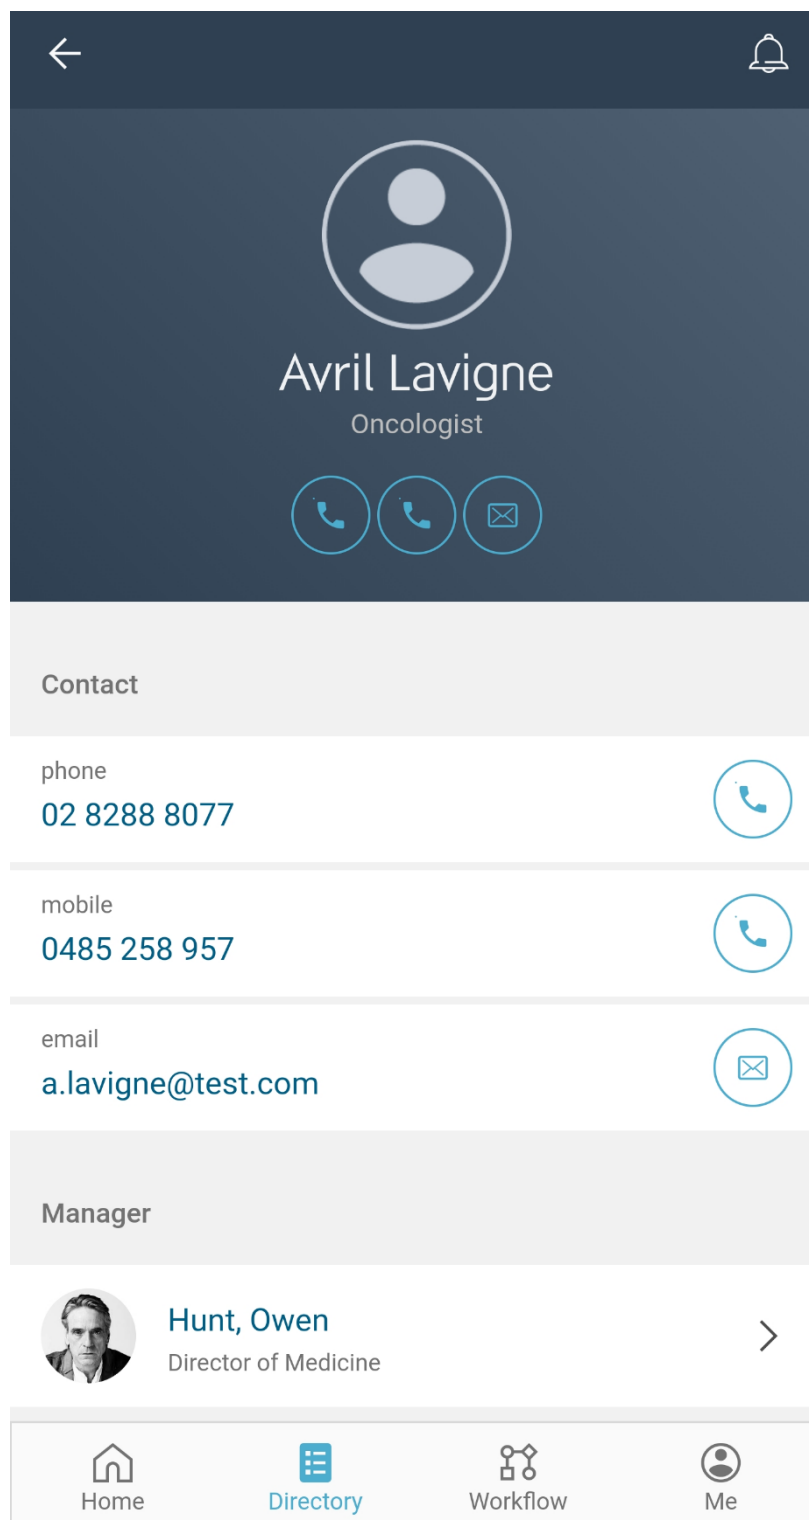 Avril Lavigne
Oncologist
Contact
phone
02 8288 8077
mobile
0485 258 957
email
a.lavigne@test.com
Manager
Hunt, Owen
Director of Medicine
Home Directory Workflow Me